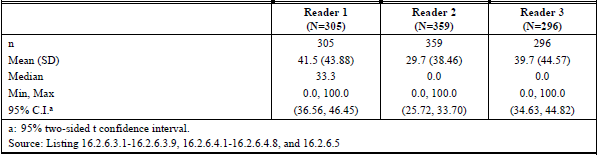 Reader 1 Reader 2 Reader 3
(N=305) (N=359) (N=296)
n 305 359 296
Mean (SD) 41.5 (43.88) 29.7 (38.46) 39.7 (44.57)
Median 33.3 0.0 0.0
Min, Max 0.0, 100.0 0.0, 100.0 0.0, 100.0
95% C.I.a (36.56, 46.45) (25.72, 33.70) (34.63, 44.82)
a: 95% two-sided t confidence interval.
Source: Listing 16.2.6.3.1-16.2.6.3.9, 16.2.6.4.1-16.2.6.4.8, and 16.2.6.5